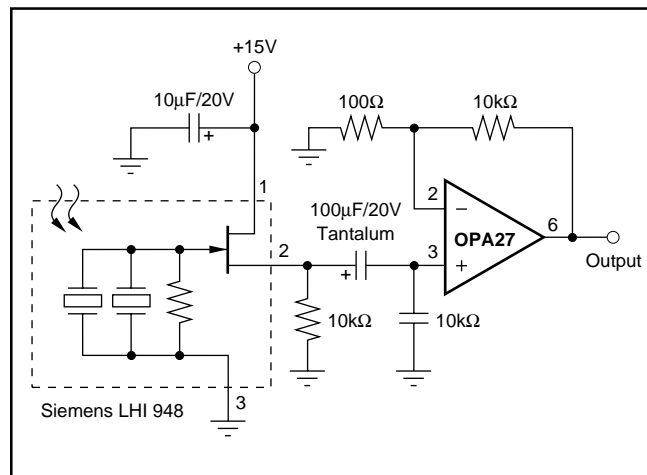 +15V
10µF/20V
+
100Ω
10kΩ
1
2
100µF/20V
Tantalum
2
−
OPA27
6
3
+
Output
+
10kΩ
10kΩ
3
Siemens LHI 948